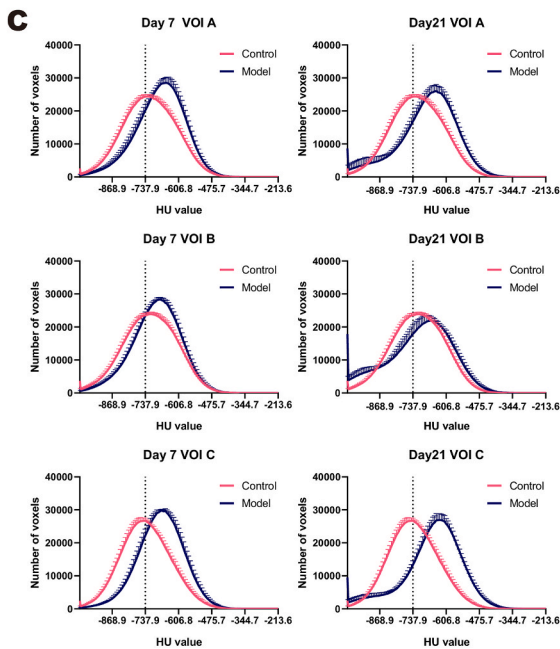 C
Day 7 VOI A
Number of voxels
40000
30000
20000
10000
0
Control
Model
-868.9 -737.9 -606.8 -475.7 -344.7 -213.6
HU value
Day21 VOI A
Number of voxels
40000
30000
20000
10000
0
Control
Model
-868.9 -737.9 -606.8 -475.7 -344.7 -213.6
HU value
Day 7 VOI B
Number of voxels
40000
30000
20000
10000
0
Control
Model
-868.9 -737.9 -606.8 -475.7 -344.7 -213.6
HU value
Day21 VOI B
Number of voxels
40000
30000
20000
10000
0
Control
Model
-868.9 -737.9 -606.8 -475.7 -344.7 -213.6
HU value
Day 7 VOI C
Number of voxels
40000
30000
20000
10000
0
Control
Model
-868.9 -737.9 -606.8 -475.7 -344.7 -213.6
HU value
Day21 VOI C
Number of voxels
40000
30000
20000
10000
0
Control
Model
-868.9 -737.9 -606.8 -475.7 -344.7 -213.6
HU value